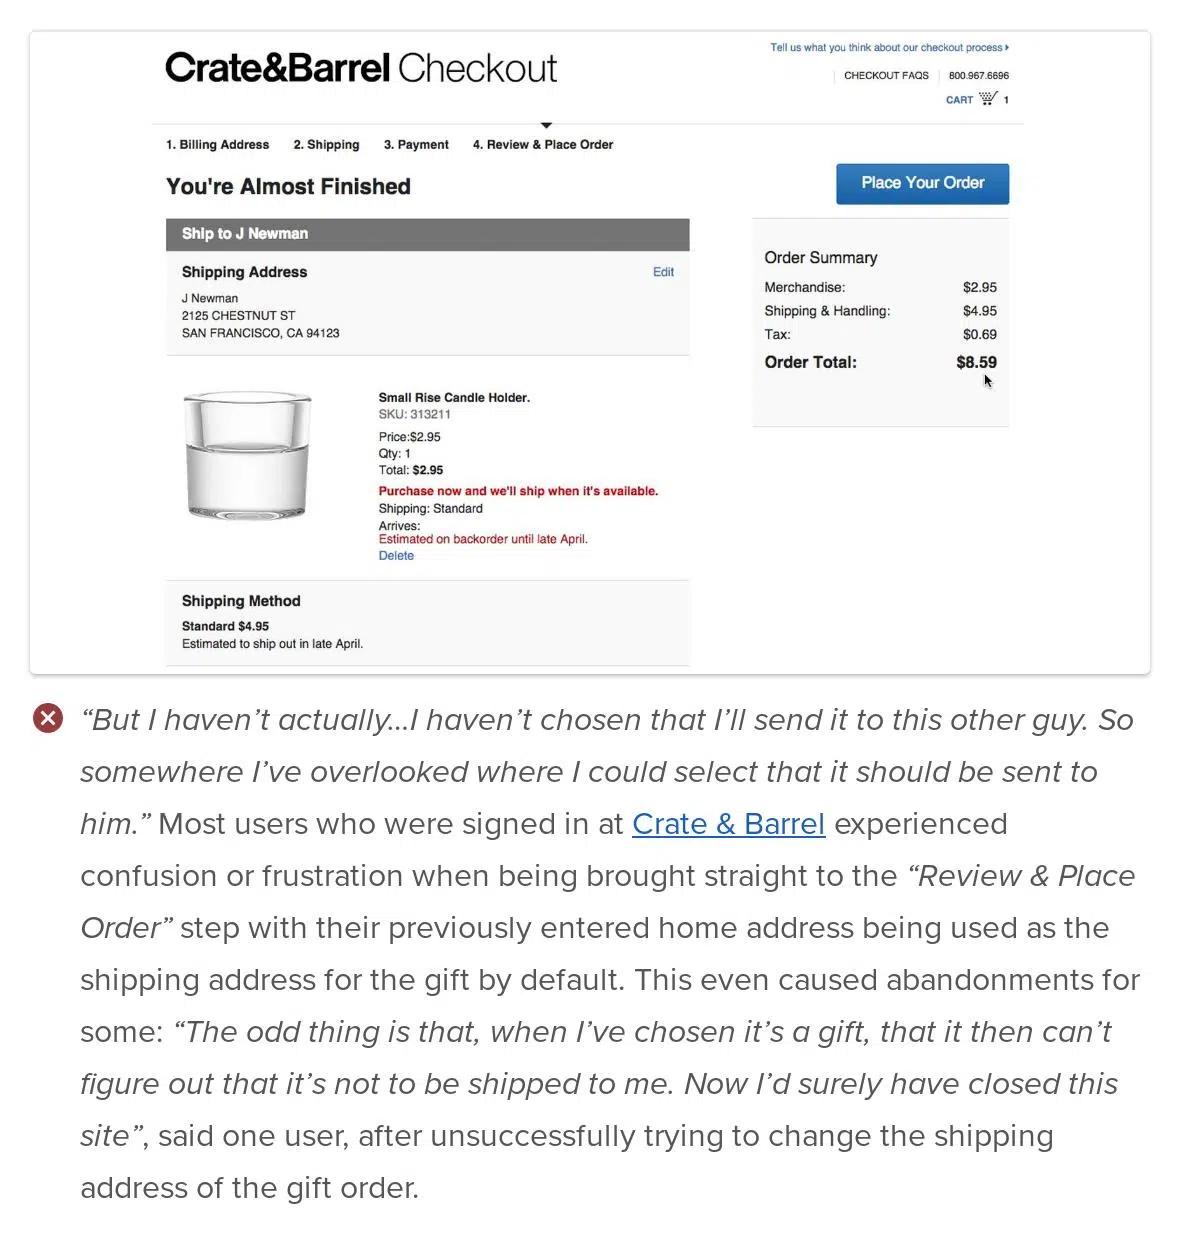 Crate&Barrel Checkout
Tell us what you think about our checkout process
CHECKOUT FAQS 800.967.6696
CART 1
1. Billing Address 2. Shipping 3. Payment 4. Review & Place Order
You're Almost Finished
Place Your Order
Ship to J Newman
Shipping Address Edit
J Newman
2125 CHESTNUT ST
SAN FRANCISCO, CA 94123
Order Summary
Merchandise: $2.95
Shipping & Handling: $4.95
Tax: $0.69
Order Total: $8.59
Small Rise Candle Holder.
SKU: 313211
Price:$2.95
Qty: 1
Total: $2.95
Purchase now and we'll ship when it's available.
Shipping: Standard
Arrives:
Estimated on backorder until late April.
Delete
Shipping Method
Standard $4.95
Estimated to ship out in late April.
“But I haven’t actually…I haven’t chosen that I’ll send it to this other guy. So
somewhere I’ve overlooked where I could select that it should be sent to
him.” Most users who were signed in at Crate & Barrel experienced
confusion or frustration when being brought straight to the “Review & Place
Order” step with their previously entered home address being used as the
shipping address for the gift by default. This even caused abandonments for
some: “The odd thing is that, when I’ve chosen it’s a gift, that it then can’t
figure out that it’s not to be shipped to me. Now I’d surely have closed this
site”, said one user, after unsuccessfully trying to change the shipping
address of the gift order.